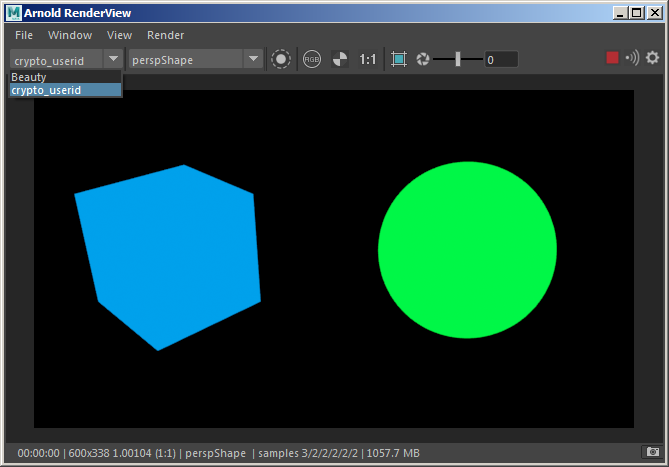 Arnold RenderView
File Window View Render
crypto_userid perspShape RGB 1:1 0
Beauty
crypto_userid
00:00:00 | 600x338 1.00104 (1:1) | perspShape | samples 3/2/2/2/2/2 | 1057.7 MB